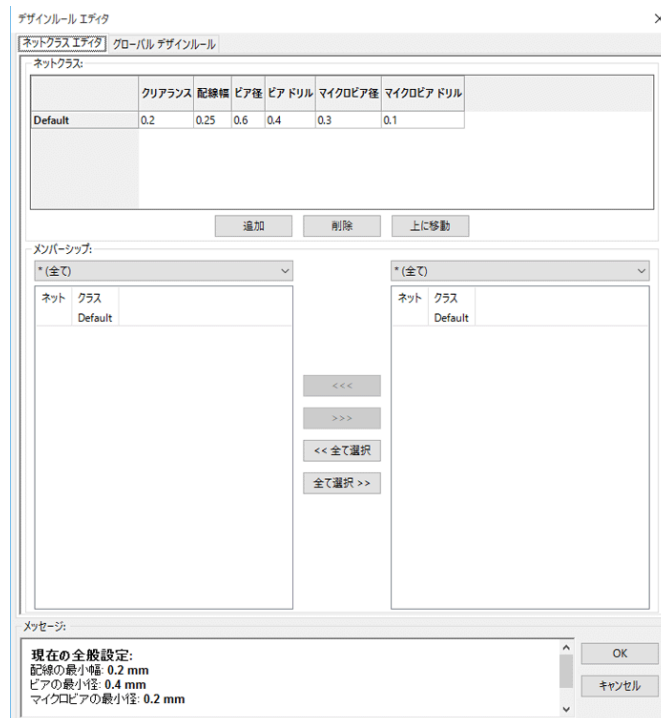 デザインルール エディタ
ネットクラス エディタ グローバル デザインルール
ネットクラス:
クリアランス 配線幅 ビア径 ビアドリル マイクロビア径 マイクロビアドリル
Default 0.2 0.25 0.6 0.4 0.3 0.1
追加 削除 上に移動
メンバーシップ:
* (全て) * (全て)
ネット クラス ネット クラス
Default Default
<<<
>>>
<< 全て選択
全て選択 >>
メッセージ:
現在の全般設定:
配線の最小幅: 0.2 mm
ビアの最小径: 0.4 mm
マイクロビアの最小径: 0.2 mm
OK
キャンセル